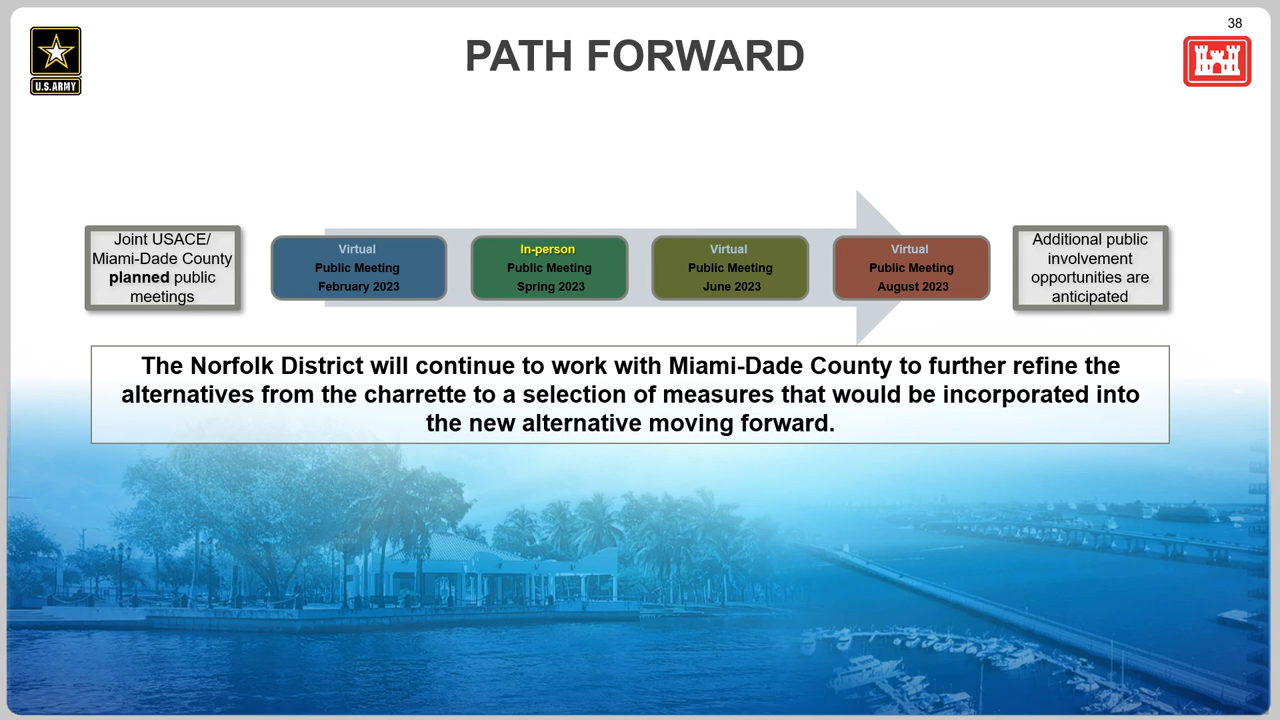 38
PATH FORWARD
U.S.ARMY
Joint USACE/
Miami-Dade County
planned public
meetings
Virtual
Public Meeting
February 2023
In-person
Public Meeting
Spring 2023
Virtual
Public Meeting
June 2023
Virtual
Public Meeting
August 2023
Additional public
involvement
opportunities are
anticipated
The Norfolk District will continue to work with Miami-Dade County to further refine the
alternatives from the charrette to a selection of measures that would be incorporated into
the new alternative moving forward.